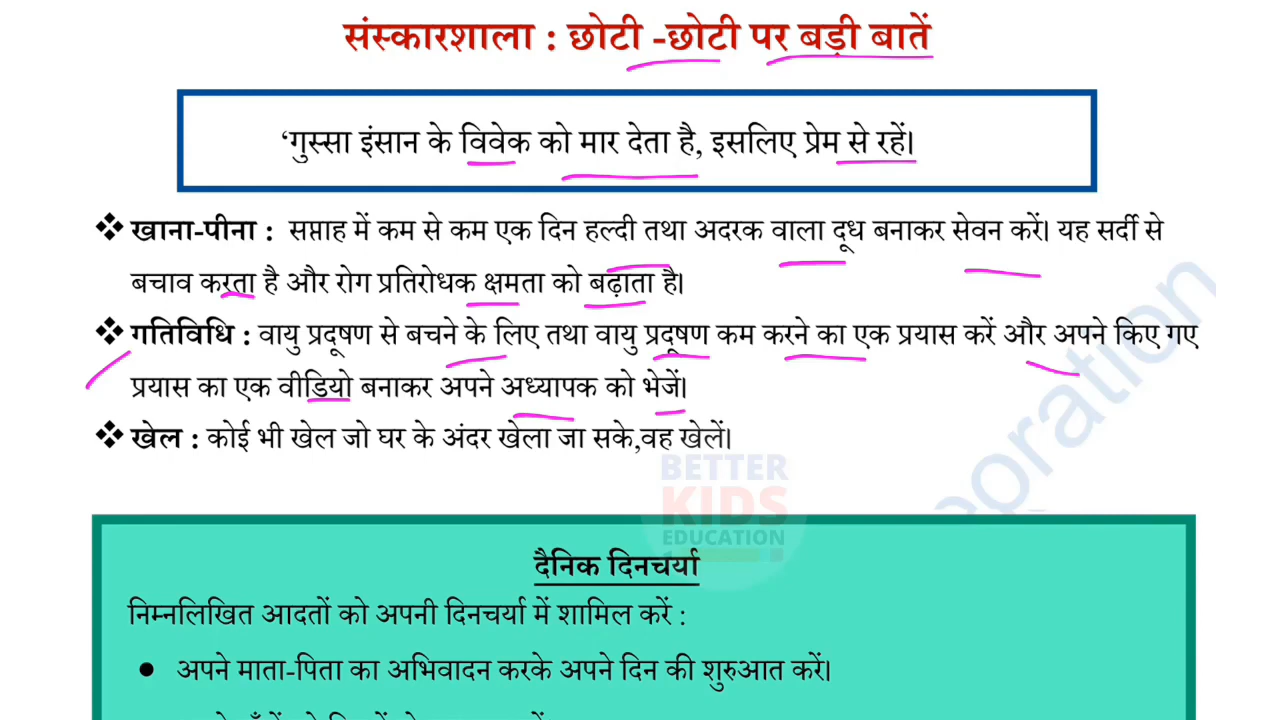 संस्कारशाला : छोटी -छोटी पर बड़ी बातें
‘गुस्सा इंसान के विवेक को मार देता है, इसलिए प्रेम से रहें।
❖ खाना-पीना : सप्ताह में कम से कम एक दिन हल्दी तथा अदरक वाला दूध बनाकर सेवन करें। यह सर्दी से
बचाव करता है और रोग प्रतिरोधक क्षमता को बढ़ाता है।
❖ गतिविधि : वायु प्रदूषण से बचने के लिए तथा वायु प्रदूषण कम करने का एक प्रयास करें और अपने किए गए
प्रयास का एक वीडियो बनाकर अपने अध्यापक को भेजें।
❖ खेल : कोई भी खेल जो घर के अंदर खेला जा सके,वह खेलें।
BETTER
KIDS
EDUCATION
दैनिक दिनचर्या
निम्नलिखित आदतों को अपनी दिनचर्या में शामिल करें :
● अपने माता-पिता का अभिवादन करके अपने दिन की शुरुआत करें।